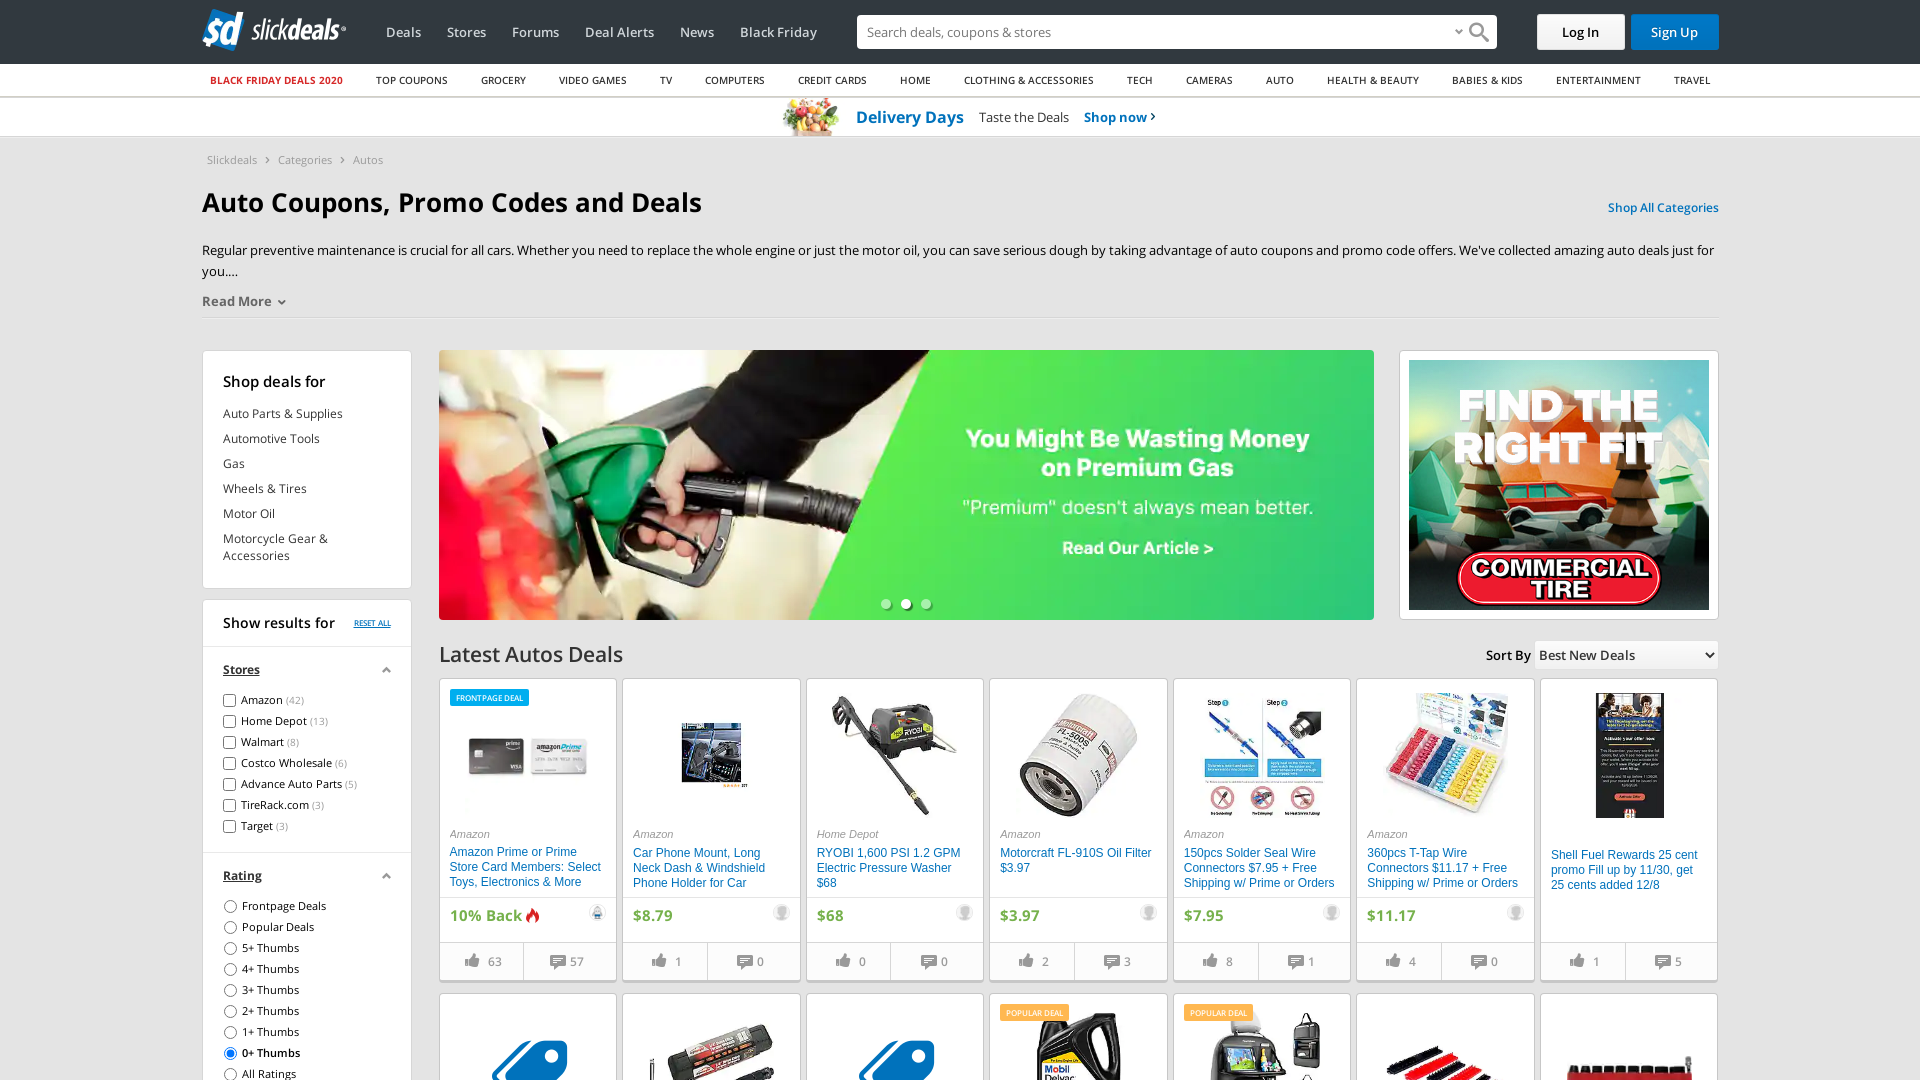 sd slickdeals
Deals Stores Forums Deal Alerts News Black Friday
Search deals, coupons & stores
Log In
Sign Up
BLACK FRIDAY DEALS 2020 TOP COUPONS GROCERY VIDEO GAMES TV COMPUTERS CREDIT CARDS HOME CLOTHING & ACCESSORIES TECH CAMERAS AUTO HEALTH & BEAUTY BABIES & KIDS ENTERTAINMENT TRAVEL
Delivery Days Taste the Deals Shop now
Slickdeals Categories Autos
Auto Coupons, Promo Codes and Deals
Shop All Categories
Regular preventive maintenance is crucial for all cars. Whether you need to replace the whole engine or just the motor oil, you can save serious dough by taking advantage of auto coupons and promo code offers. We've collected amazing auto deals just for
you....
Read More
Shop deals for
Auto Parts & Supplies
Automotive Tools
Gas
Wheels & Tires
Motor Oil
Motorcycle Gear &
Accessories
Show results for
RESET ALL
Stores
Amazon (42)
Home Depot (13)
Walmart (8)
Costco Wholesale (6)
Advance Auto Parts (5)
TireRack.com (3)
Target (3)
Rating
Frontpage Deals
Popular Deals
5+ Thumbs
4+ Thumbs
3+ Thumbs
2+ Thumbs
1+ Thumbs
0+ Thumbs
All Ratings
You Might Be Wasting Money
on Premium Gas
"Premium" doesn't always mean better.
Read Our Article >
FIND THE
RIGHT FIT
COMMERCIAL
TIRE
Latest Autos Deals
Sort By Best New Deals
FRONTPAGE DEAL
Amazon
Amazon Prime or Prime
Store Card Members: Select
Toys, Electronics & More
10% Back
63
57
Amazon
Car Phone Mount, Long
Neck Dash & Windshield
Phone Holder for Car
$8.79
1
0
RYOBI
Home Depot
RYOBI 1,600 PSI 1.2 GPM
Electric Pressure Washer
$68
$68
0
0
Motorcraft
FL-500S
Amazon
Motorcraft FL-910S Oil Filter
$3.97
$3.97
2
3
Step 1
Step 2
Amazon
150pcs Solder Seal Wire
Connectors $7.95 + Free
Shipping w/ Prime or Orders
$7.95
8
1
Amazon
360pcs T-Tap Wire
Connectors $11.17 + Free
Shipping w/ Prime or Orders
$11.17
4
0
Activate your offer now
Shell Fuel Rewards 25 cent
promo Fill up by 11/30, get
25 cents added 12/8
1
5
POPULAR DEAL
Mobil
Delvac
POPULAR DEAL